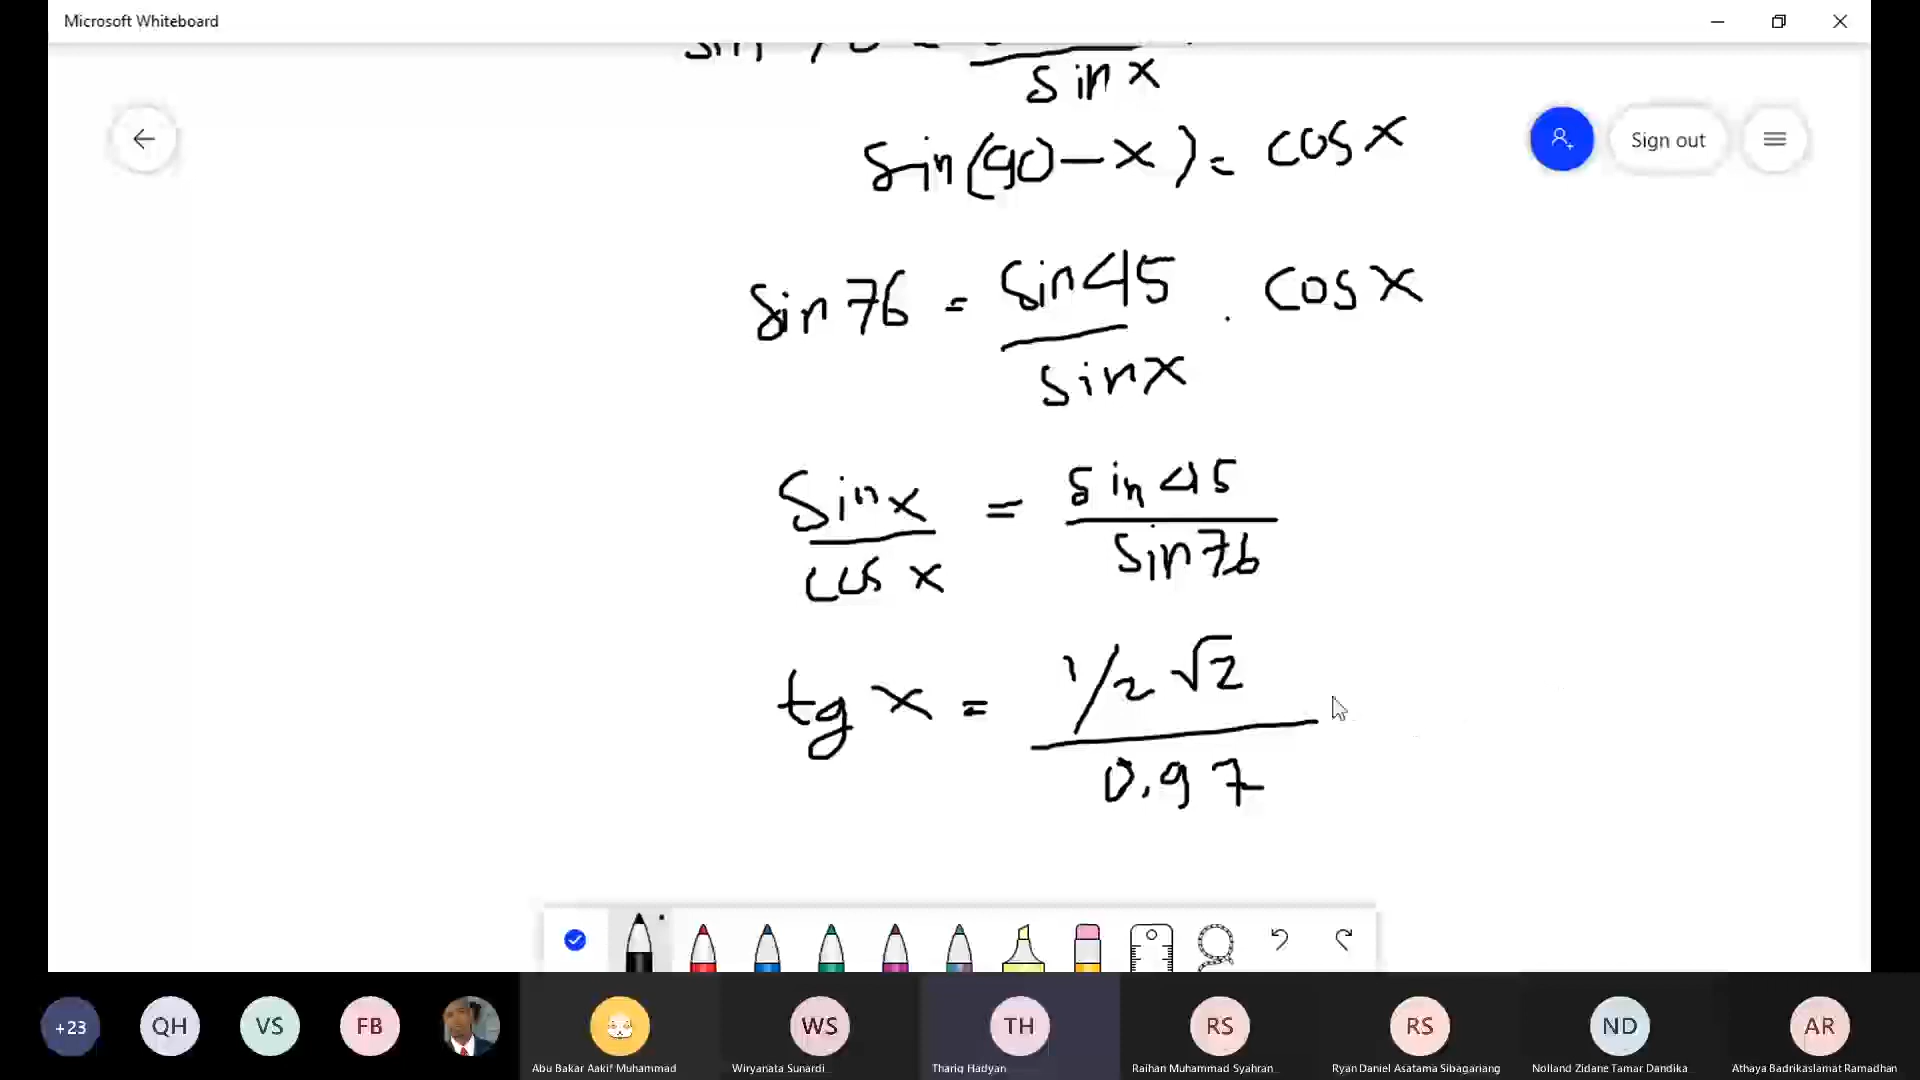 Microsoft Whiteboard
sin x
sin(90-x) = cos x
Sign out
sin 76 = sin 45 / sin x . cos x
sin x / cos x = sin 45 / sin 76
tg x = 1/2 √2 / 0.97
+23
QH
VS
FB
WS
TH
RS
RS
ND
AR
Abu Bakar Aakif Muhammad
Wiryanata Sunardi...
Thariq Hadyan
Raihan Muhammad Syahran...
Ryan Daniel Asatama Sibagariang
Nolland Zidane Tamar Dandika...
Athaya Badrikaslamat Ramadhan